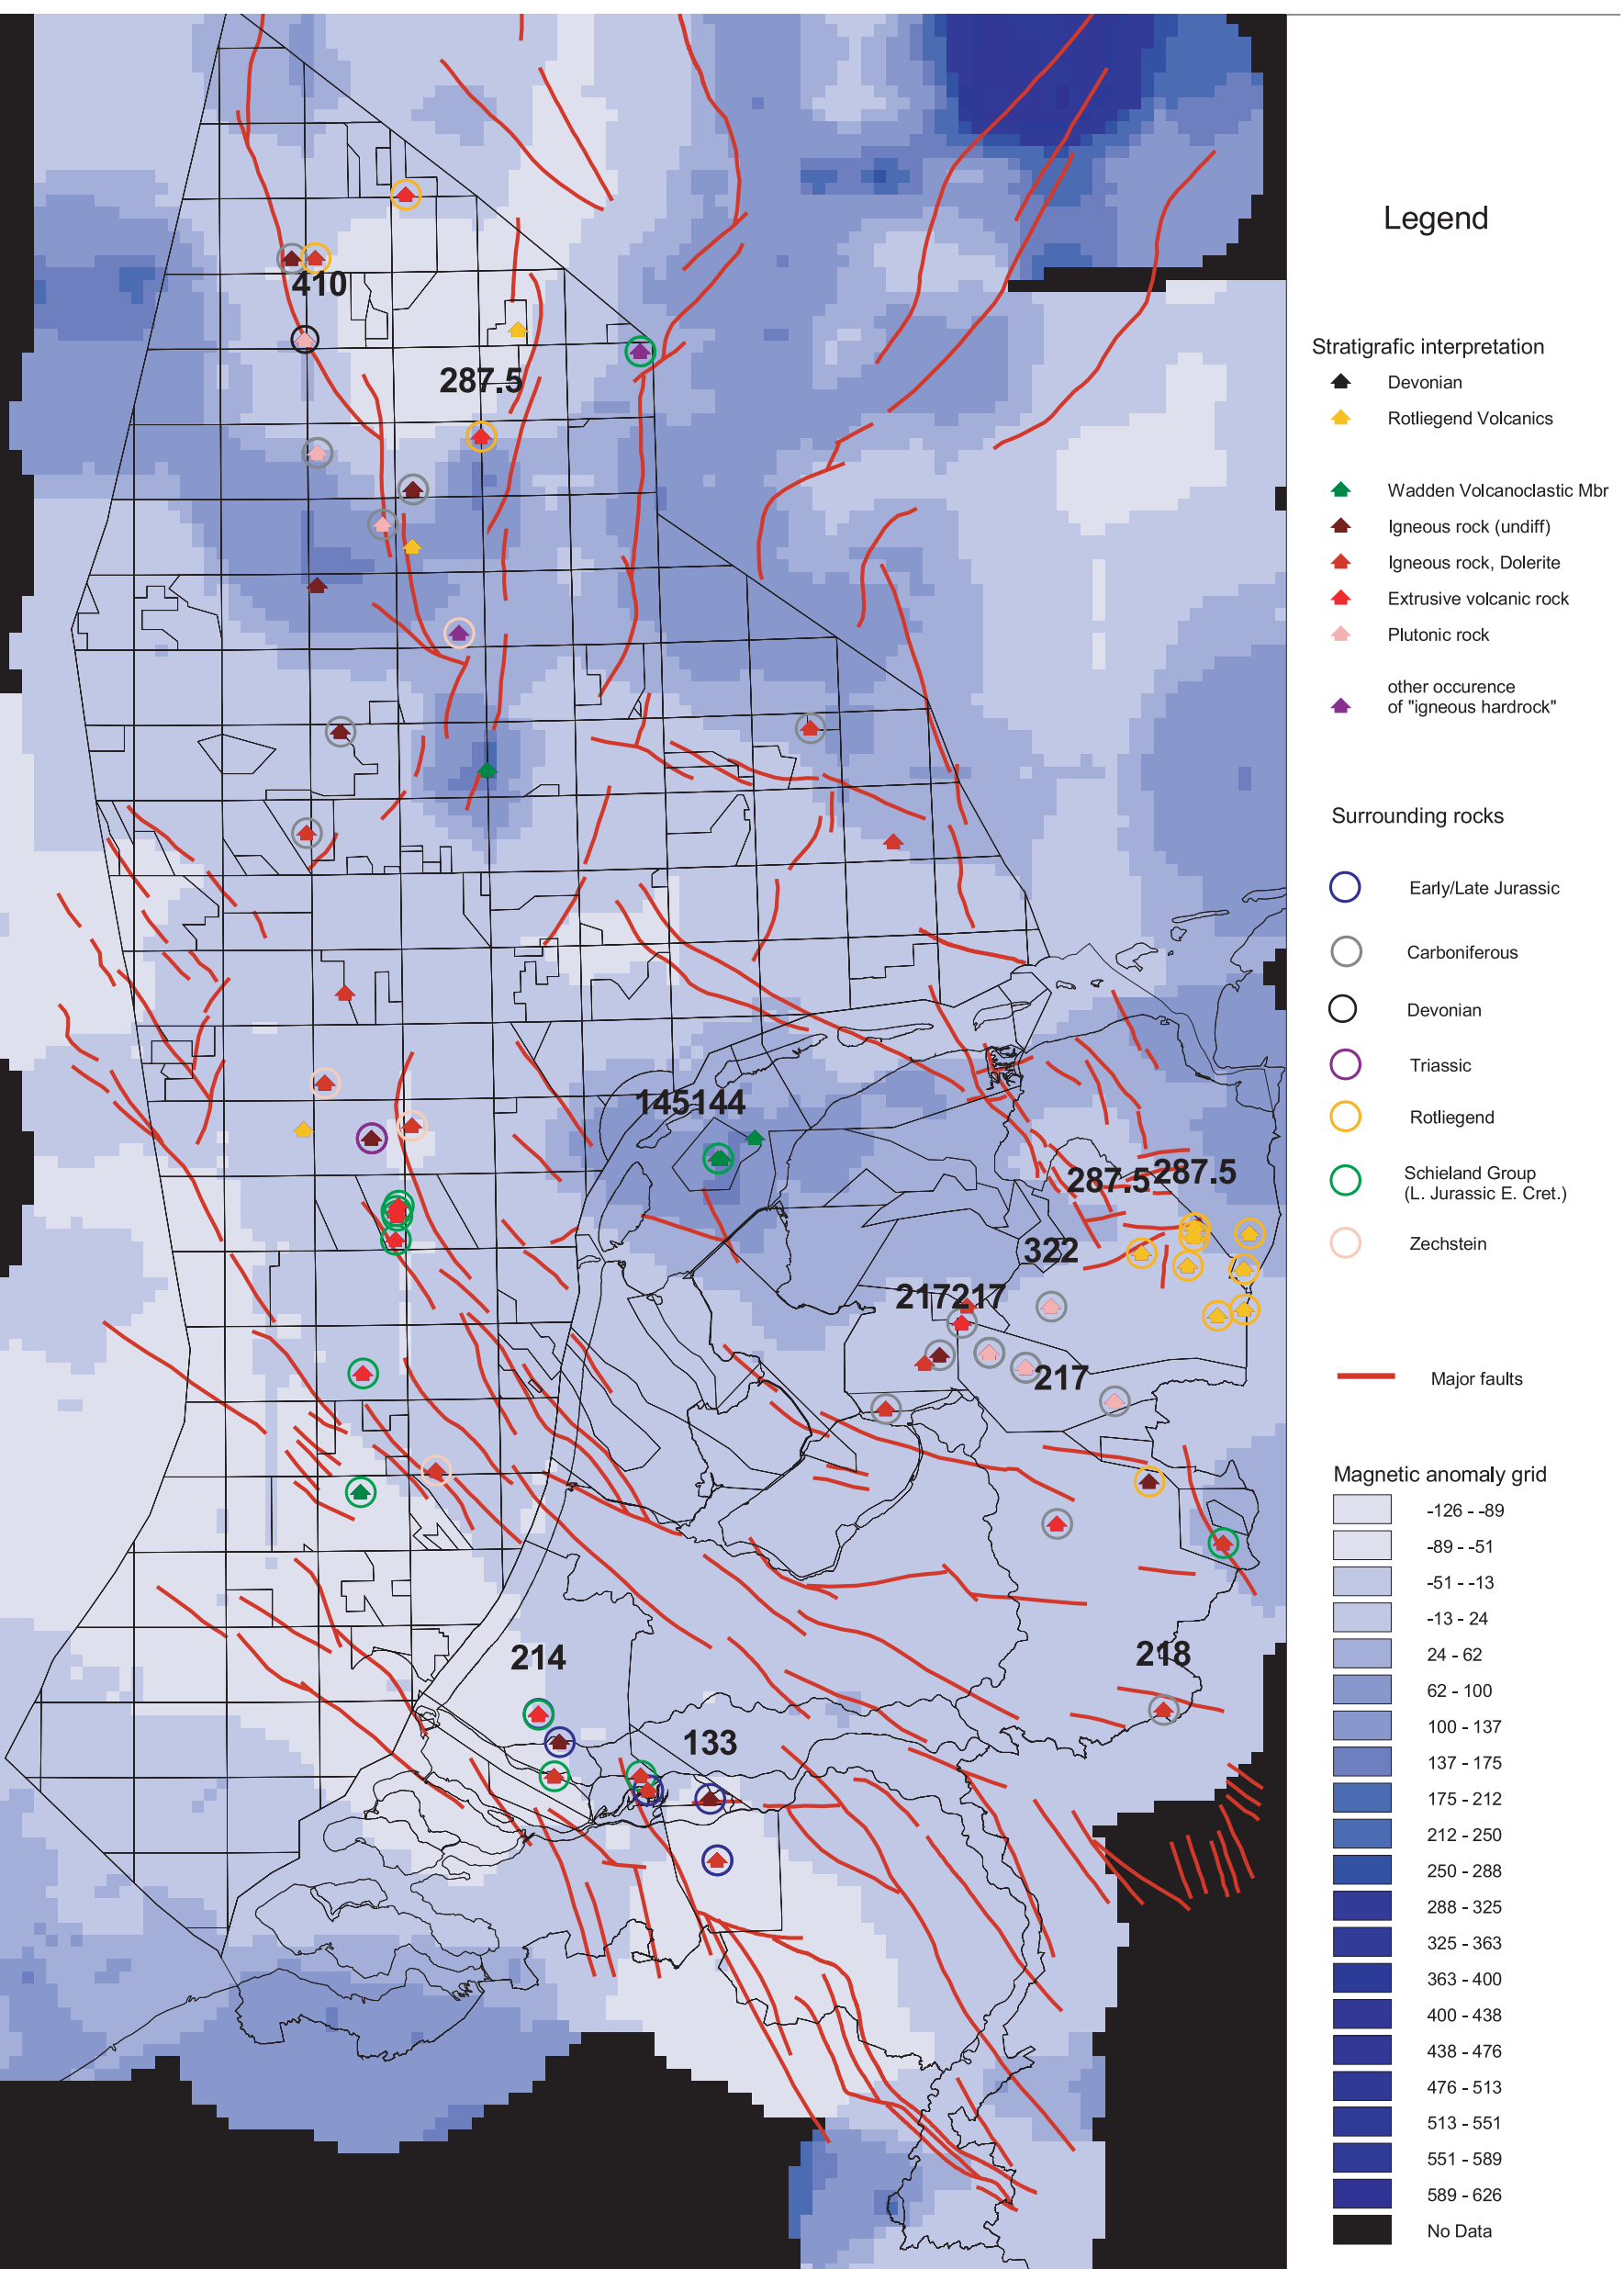 410
287.5
145144
287.5
287.5
322
217217
217
214
218
133
Legend
Stratigrafic interpretation
Devonian
Rotliegend Volcanics
Wadden Volcanoclastic Mbr
Igneous rock (undiff)
Igneous rock, Dolerite
Extrusive volcanic rock
Plutonic rock
other occurence
of "igneous hardrock"
Surrounding rocks
Early/Late Jurassic
Carboniferous
Devonian
Triassic
Rotliegend
Schieland Group
(L. Jurassic E. Cret.)
Zechstein
Major faults
Magnetic anomaly grid
-126 - -89
-89 - -51
-51 - -13
-13 - 24
24 - 62
62 - 100
100 - 137
137 - 175
175 - 212
212 - 250
250 - 288
288 - 325
325 - 363
363 - 400
400 - 438
438 - 476
476 - 513
513 - 551
551 - 589
589 - 626
No Data